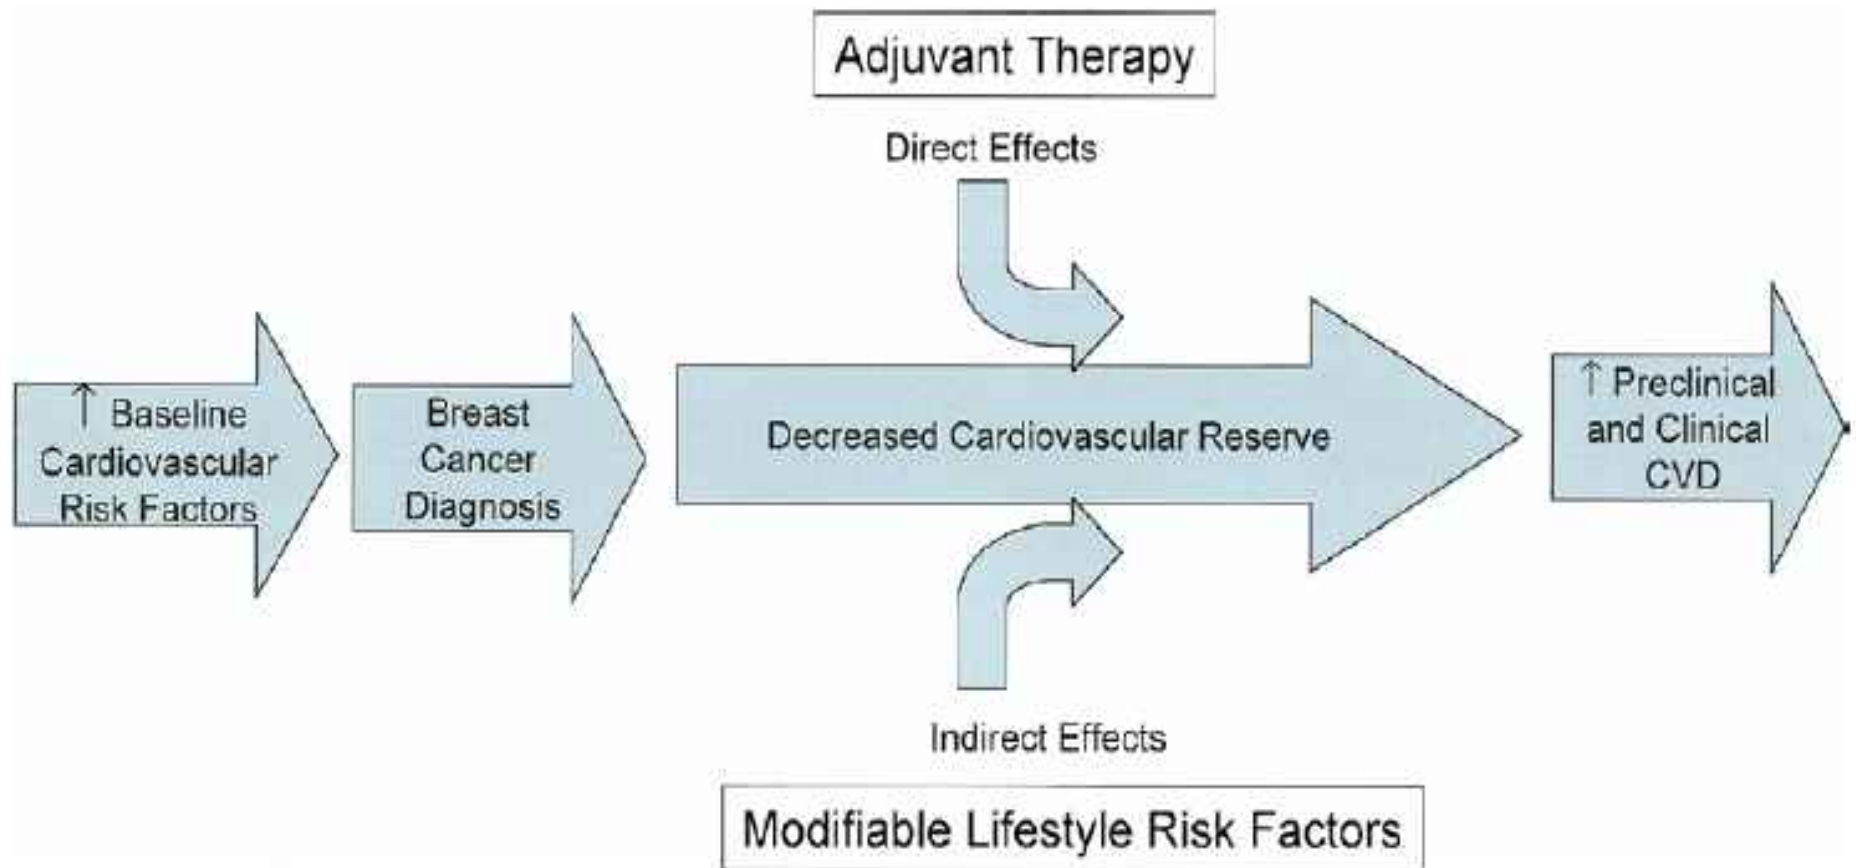 Adjuvant Therapy
Direct Effects
↑ Baseline
Cardiovascular
Risk Factors
Breast
Cancer
Diagnosis
Decreased Cardiovascular Reserve
↑ Preclinical
and Clinical
CVD
Indirect Effects
Modifiable Lifestyle Risk Factors